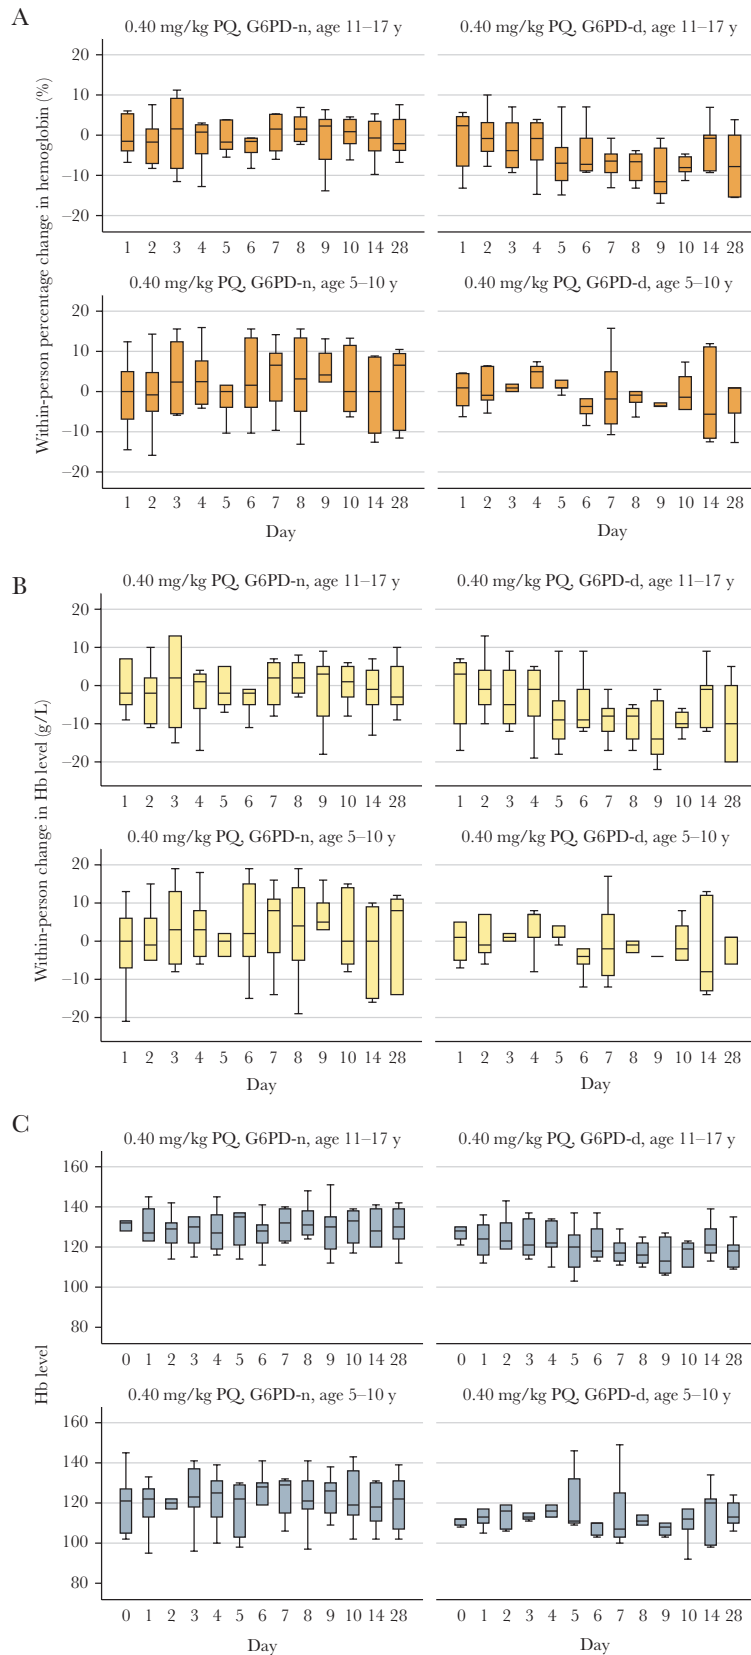 A
0.40 mg/kg PQ, G6PD-n, age 11–17 y
0.40 mg/kg PQ, G6PD-d, age 11–17 y
Within-person percentage change in hemoglobin (%)
20
10
0
–10
–20
1 2 3 4 5 6 7 8 9 10 14 28
1 2 3 4 5 6 7 8 9 10 14 28
0.40 mg/kg PQ, G6PD-n, age 5–10 y
0.40 mg/kg PQ, G6PD-d, age 5–10 y
20
10
0
–10
–20
1 2 3 4 5 6 7 8 9 10 14 28
1 2 3 4 5 6 7 8 9 10 14 28
Day
Day
B
0.40 mg/kg PQ, G6PD-n, age 11–17 y
0.40 mg/kg PQ, G6PD-d, age 11–17 y
Within-person change in Hb level (g/L)
20
10
0
–10
–20
1 2 3 4 5 6 7 8 9 10 14 28
1 2 3 4 5 6 7 8 9 10 14 28
0.40 mg/kg PQ, G6PD-n, age 5–10 y
0.40 mg/kg PQ, G6PD-d, age 5–10 y
20
10
0
–10
–20
1 2 3 4 5 6 7 8 9 10 14 28
1 2 3 4 5 6 7 8 9 10 14 28
Day
Day
C
0.40 mg/kg PQ, G6PD-n, age 11–17 y
0.40 mg/kg PQ, G6PD-d, age 11–17 y
Hb level
160
140
120
100
80
0 1 2 3 4 5 6 7 8 9 10 14 28
0 1 2 3 4 5 6 7 8 9 10 14 28
0.40 mg/kg PQ, G6PD-n, age 5–10 y
0.40 mg/kg PQ, G6PD-d, age 5–10 y
160
140
120
100
80
0 1 2 3 4 5 6 7 8 9 10 14 28
0 1 2 3 4 5 6 7 8 9 10 14 28
Day
Day